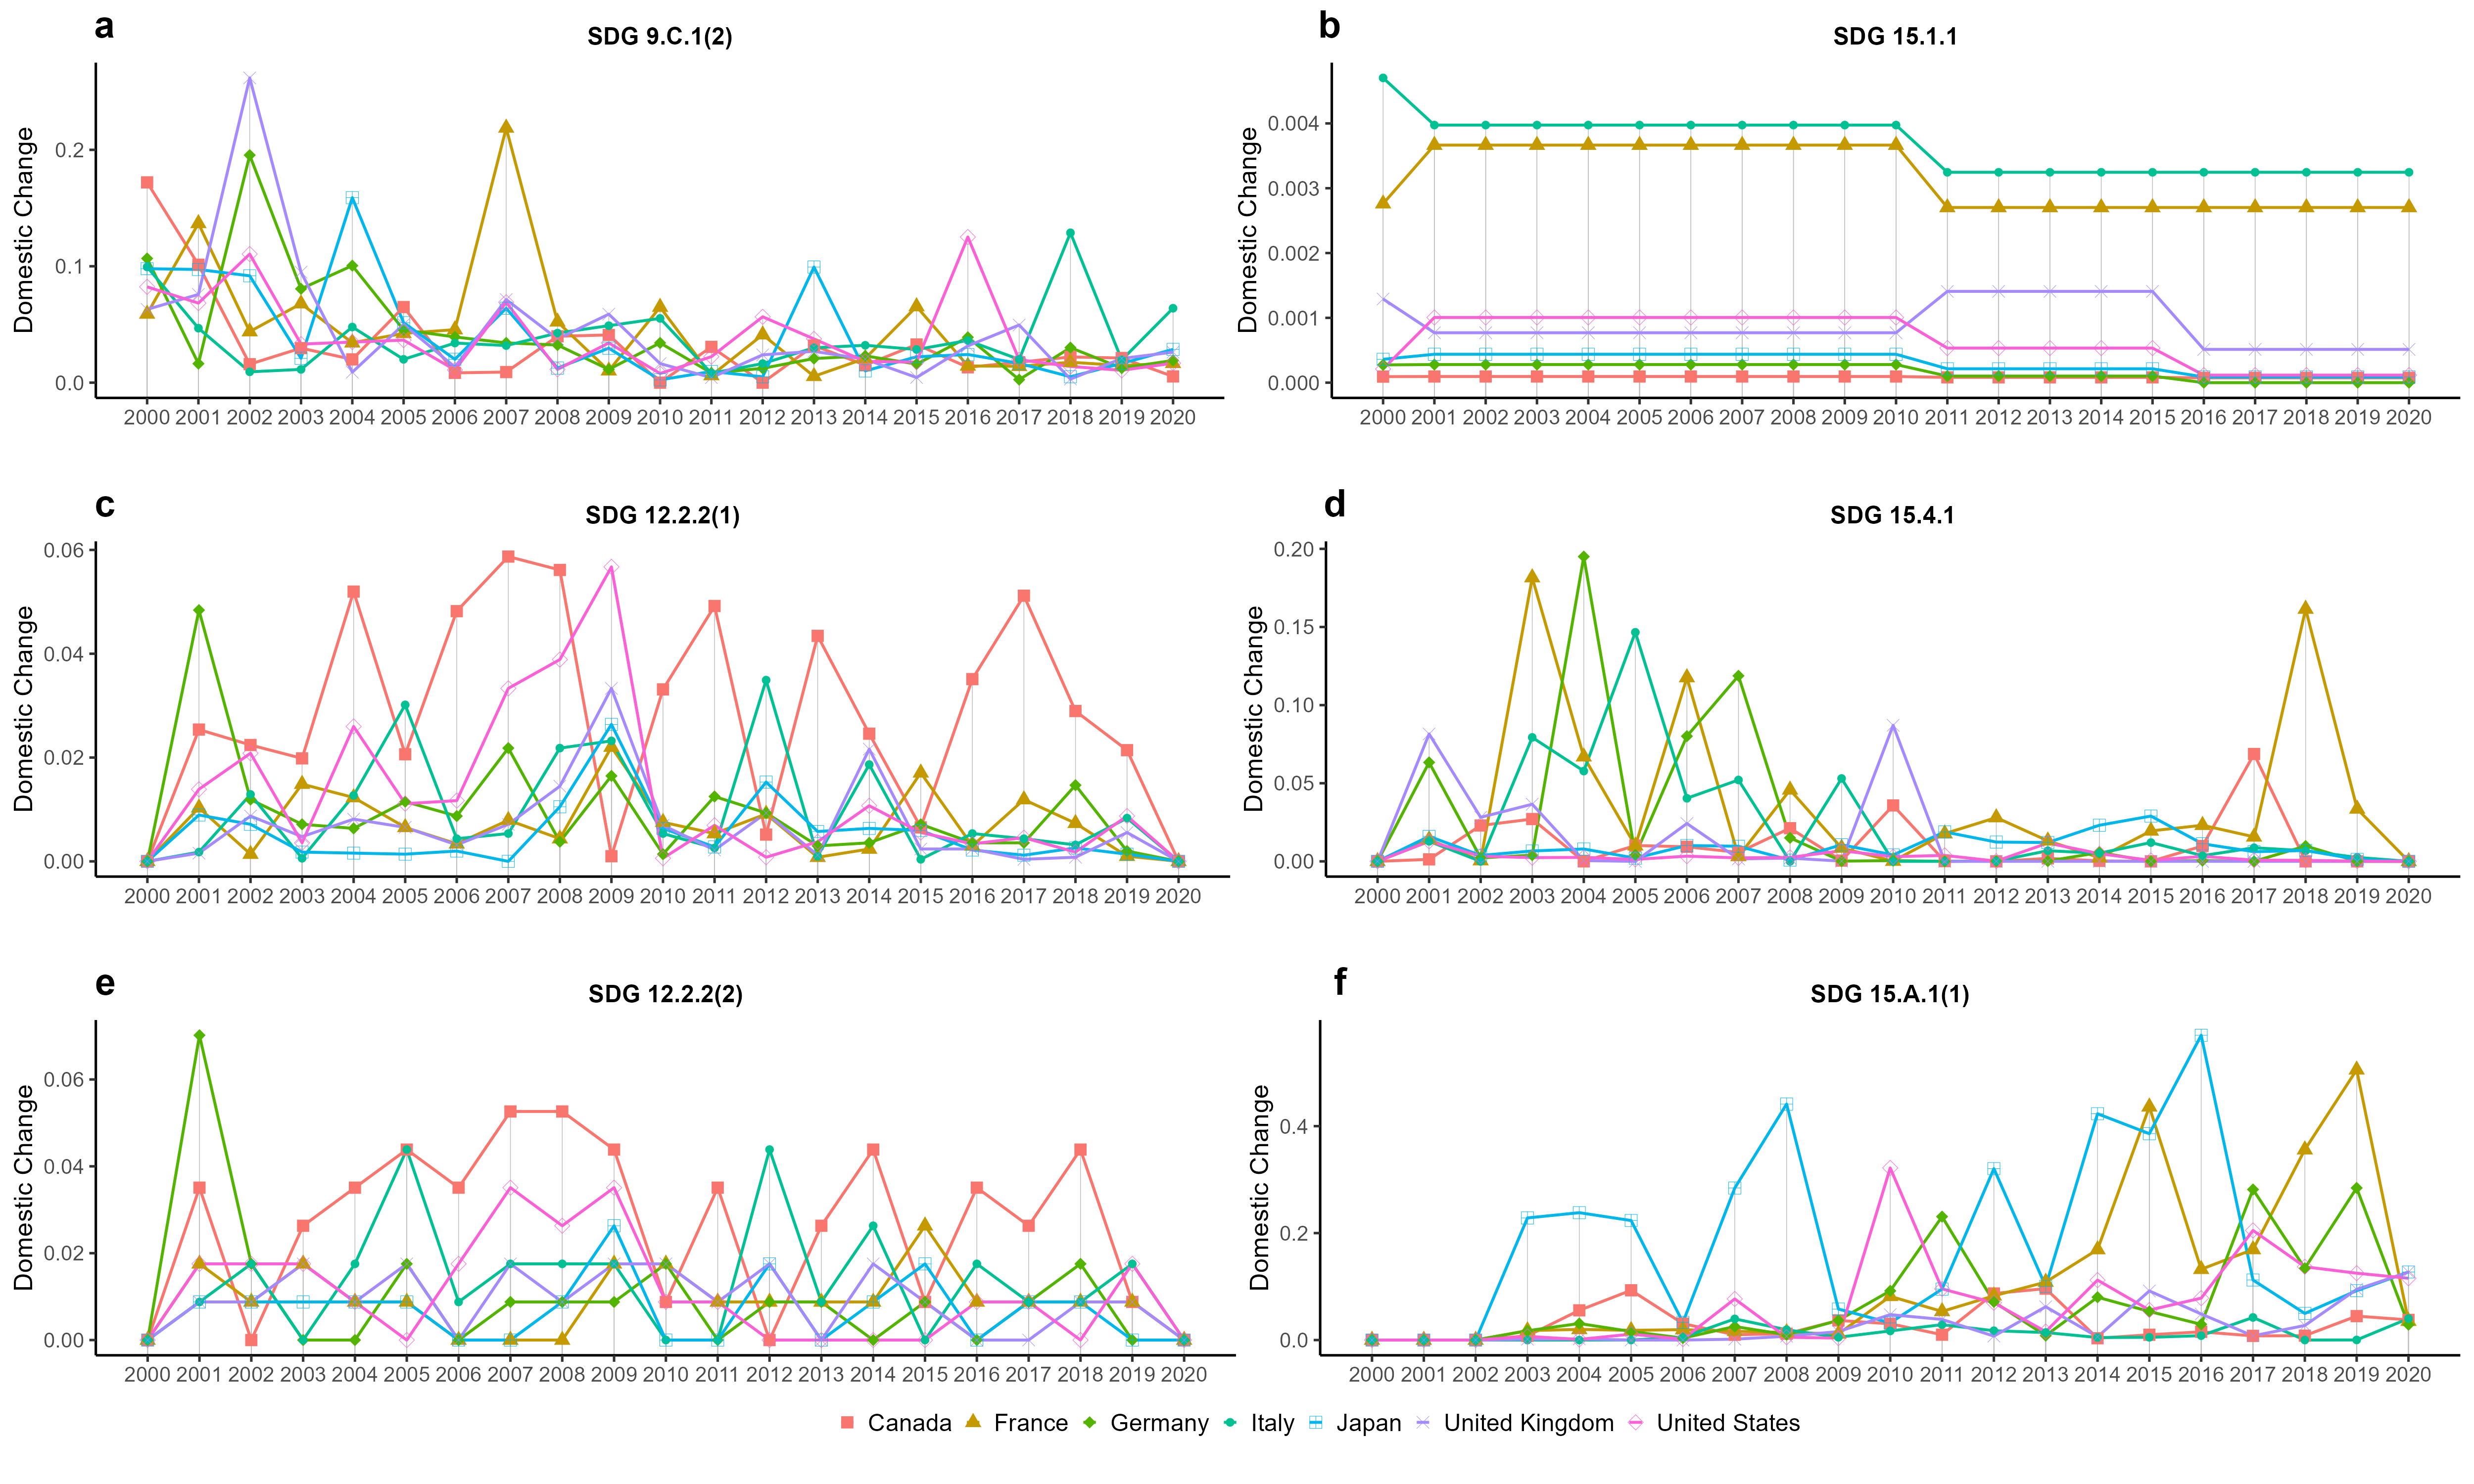 a
SDG 9.C.1(2)
Domestic Change
0.2
0.1
0.0
2000 2001 2002 2003 2004 2005 2006 2007 2008 2009 2010 2011 2012 2013 2014 2015 2016 2017 2018 2019 2020
b
SDG 15.1.1
Domestic Change
0.004
0.003
0.002
0.001
0.000
2000 2001 2002 2003 2004 2005 2006 2007 2008 2009 2010 2011 2012 2013 2014 2015 2016 2017 2018 2019 2020
c
SDG 12.2.2(1)
Domestic Change
0.06
0.04
0.02
0.00
2000 2001 2002 2003 2004 2005 2006 2007 2008 2009 2010 2011 2012 2013 2014 2015 2016 2017 2018 2019 2020
d
SDG 15.4.1
Domestic Change
0.20
0.15
0.10
0.05
0.00
2000 2001 2002 2003 2004 2005 2006 2007 2008 2009 2010 2011 2012 2013 2014 2015 2016 2017 2018 2019 2020
e
SDG 12.2.2(2)
Domestic Change
0.06
0.04
0.02
0.00
2000 2001 2002 2003 2004 2005 2006 2007 2008 2009 2010 2011 2012 2013 2014 2015 2016 2017 2018 2019 2020
f
SDG 15.A.1(1)
Domestic Change
0.4
0.2
0.0
2000 2001 2002 2003 2004 2005 2006 2007 2008 2009 2010 2011 2012 2013 2014 2015 2016 2017 2018 2019 2020
Canada France Germany Italy Japan United Kingdom United States